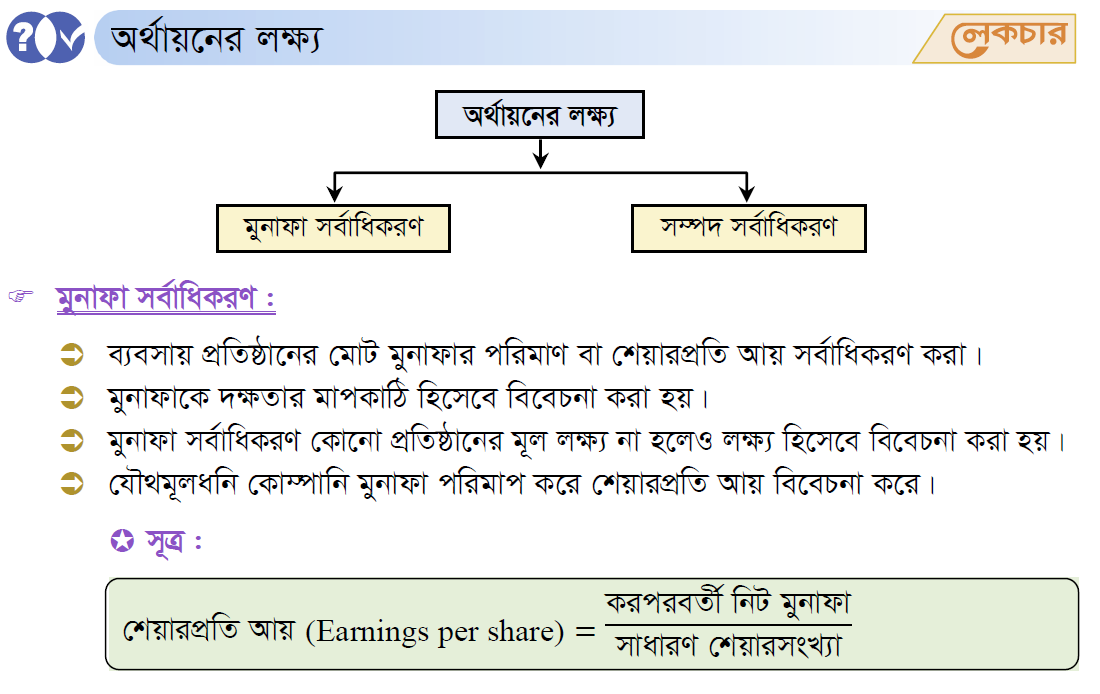 অর্থায়নের লক্ষ্য
লেকচার
অর্থায়নের লক্ষ্য
মুনাফা সর্বাধিকরণ
সম্পদ সর্বাধিকরণ
মুনাফা সর্বাধিকরণ :
ব্যবসায় প্রতিষ্ঠানের মোট মুনাফার পরিমাণ বা শেয়ারপ্রতি আয় সর্বাধিকরণ করা।
মুনাফাকে দক্ষতার মাপকাঠি হিসেবে বিবেচনা করা হয়।
মুনাফা সর্বাধিকরণ কোনো প্রতিষ্ঠানের মূল লক্ষ্য না হলেও লক্ষ্য হিসেবে বিবেচনা করা হয়।
যৌথমূলধনি কোম্পানি মুনাফা পরিমাপ করে শেয়ারপ্রতি আয় বিবেচনা করে।
সূত্র :
শেয়ারপ্রতি আয় (Earnings per share) = করপরবর্তী নিট মুনাফা
সাধারণ শেয়ারসংখ্যা